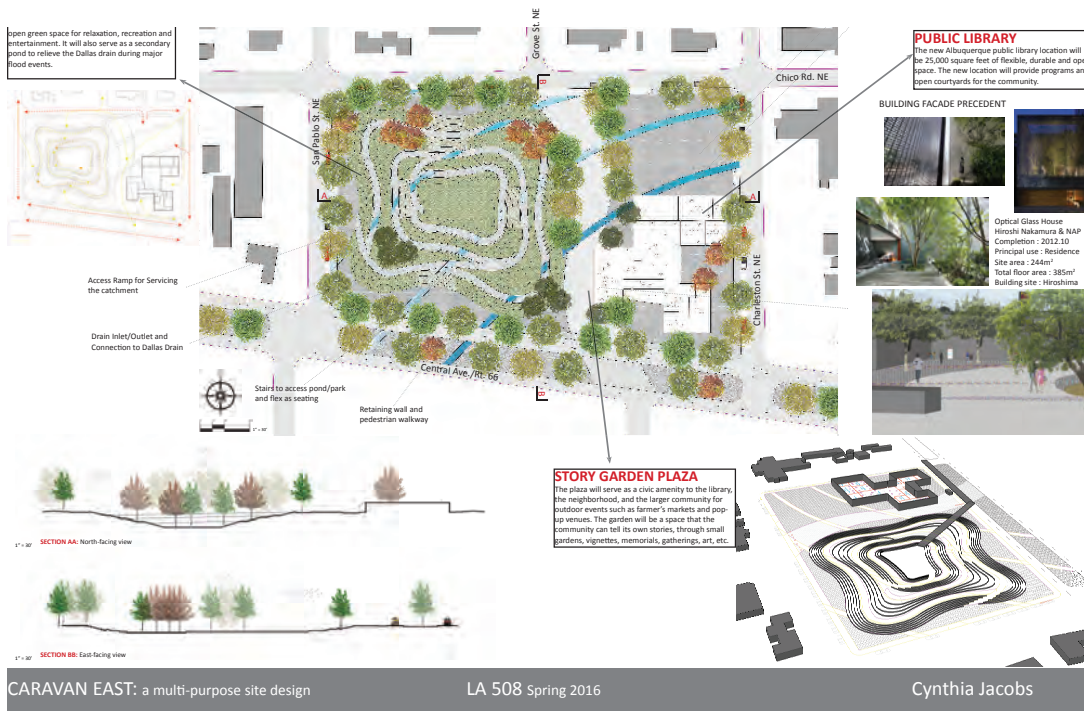 open green space for relaxation, recreation and
entertainment. It will also serve as a secondary
pond to relieve the Dallas drain during major
flood events.
Grove St. NE
Chico Rd. NE
San Pablo St. NE
Charleston St. NE
Central Ave./Rt. 66
B
A
A
B
PUBLIC LIBRARY
The new Albuquerque public library location will
be 25,000 square feet of flexible, durable and ope
space. The new location will provide programs an
open courtyards for the community.
BUILDING FACADE PRECEDENT
Optical Glass House
Hiroshi Nakamura & NAP
Completion : 2012.10
Principal use : Residence
Site area : 244m²
Total floor area : 385m²
Building site : Hiroshima
Access Ramp for Servicing
the catchment
Drain Inlet/Outlet and
Connection to Dallas Drain
Stairs to access pond/park
and flex as seating
Retaining wall and
pedestrian walkway
1" = 30'
STORY GARDEN PLAZA
The plaza will serve as a civic amenity to the library,
the neighborhood, and the larger community for
outdoor events such as farmer's markets and pop-
up venues. The garden will be a space that the
community can tell its own stories, through small
gardens, vignettes, memorials, gatherings, art, etc.
1" = 30'
SECTION AA: North-facing view
1" = 30'
SECTION BB: East-facing view
CARAVAN EAST: a multi-purpose site design
LA 508 Spring 2016
Cynthia Jacobs